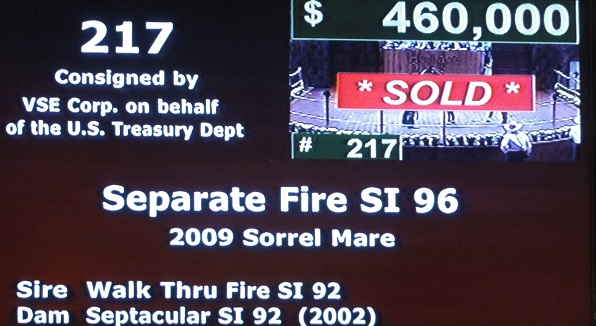 217
Consigned by
VSE Corp. on behalf
of the U.S. Treasury Dept
$ 460,000
* SOLD *
# 217
Separate Fire SI 96
2009 Sorrel Mare
Sire Walk Thru Fire SI 92
Dam Septacular SI 92 (2002)